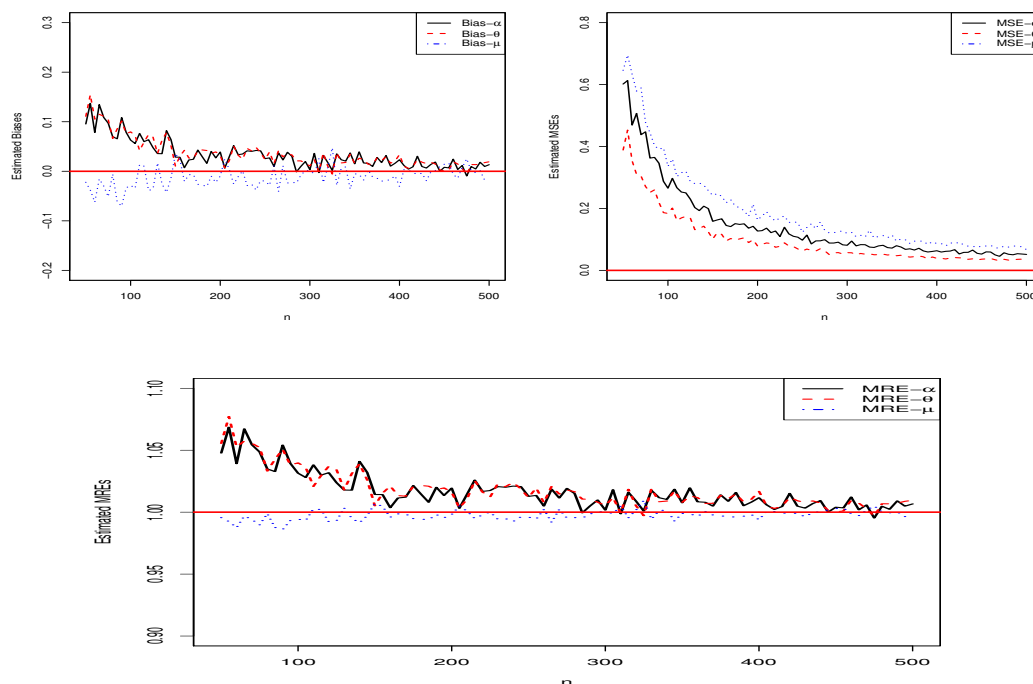 Estimated Biases
0.3
0.2
0.1
0.0
−0.1
−0.2
100
200
300
400
500
n
Bias-α
Bias-θ
Bias-μ
Estimated MSEs
0.8
0.6
0.4
0.2
0.0
100
200
300
400
500
n
MSE-α
MSE-θ
MSE-μ
Estimated MREs
1.10
1.05
1.00
0.95
0.90
100
200
300
400
500
n
MRE-α
MRE-θ
MRE-μ